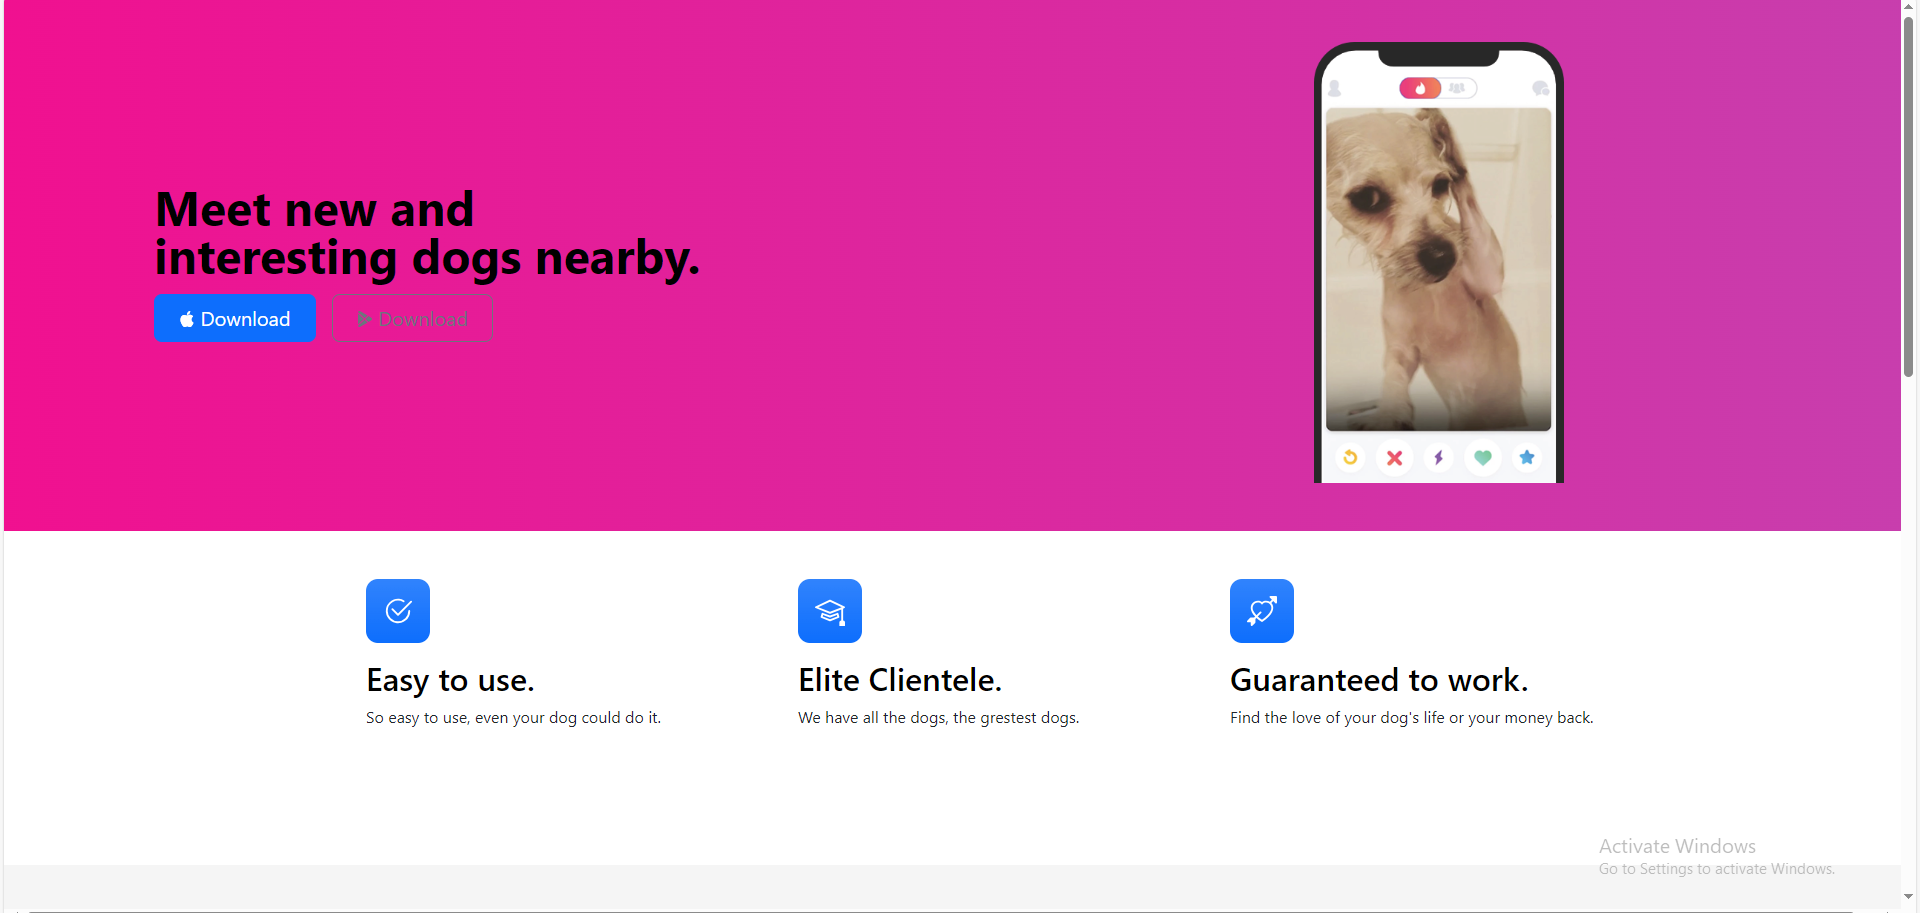 Meet new and
interesting dogs nearby.
Download
Download
Easy to use.
So easy to use, even your dog could do it.
Elite Clientele.
We have all the dogs, the grestest dogs.
Guaranteed to work.
Find the love of your dog's life or your money back.
Activate Windows
Go to Settings to activate Windows.